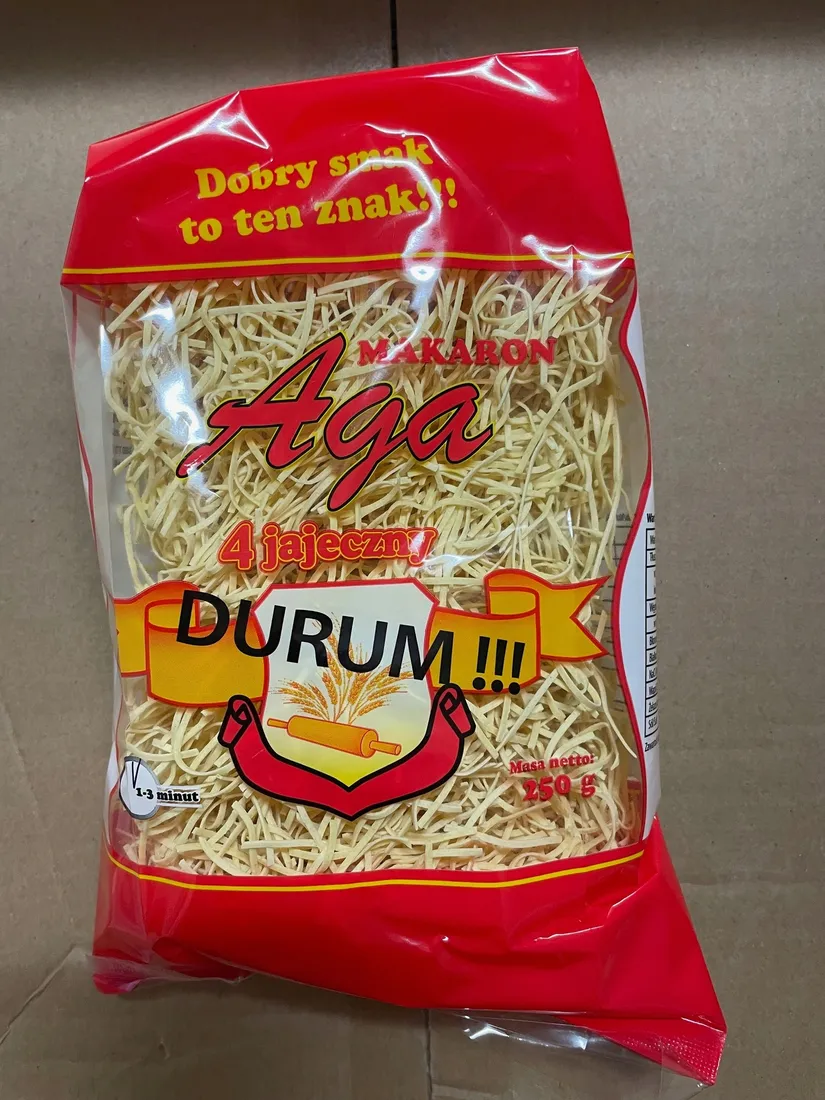 Dobry smak
to ten znak!!!
MAKARON
Aga
4 jajeczny
DURUM !!!
Masa netto:
250 g
1-3 minut